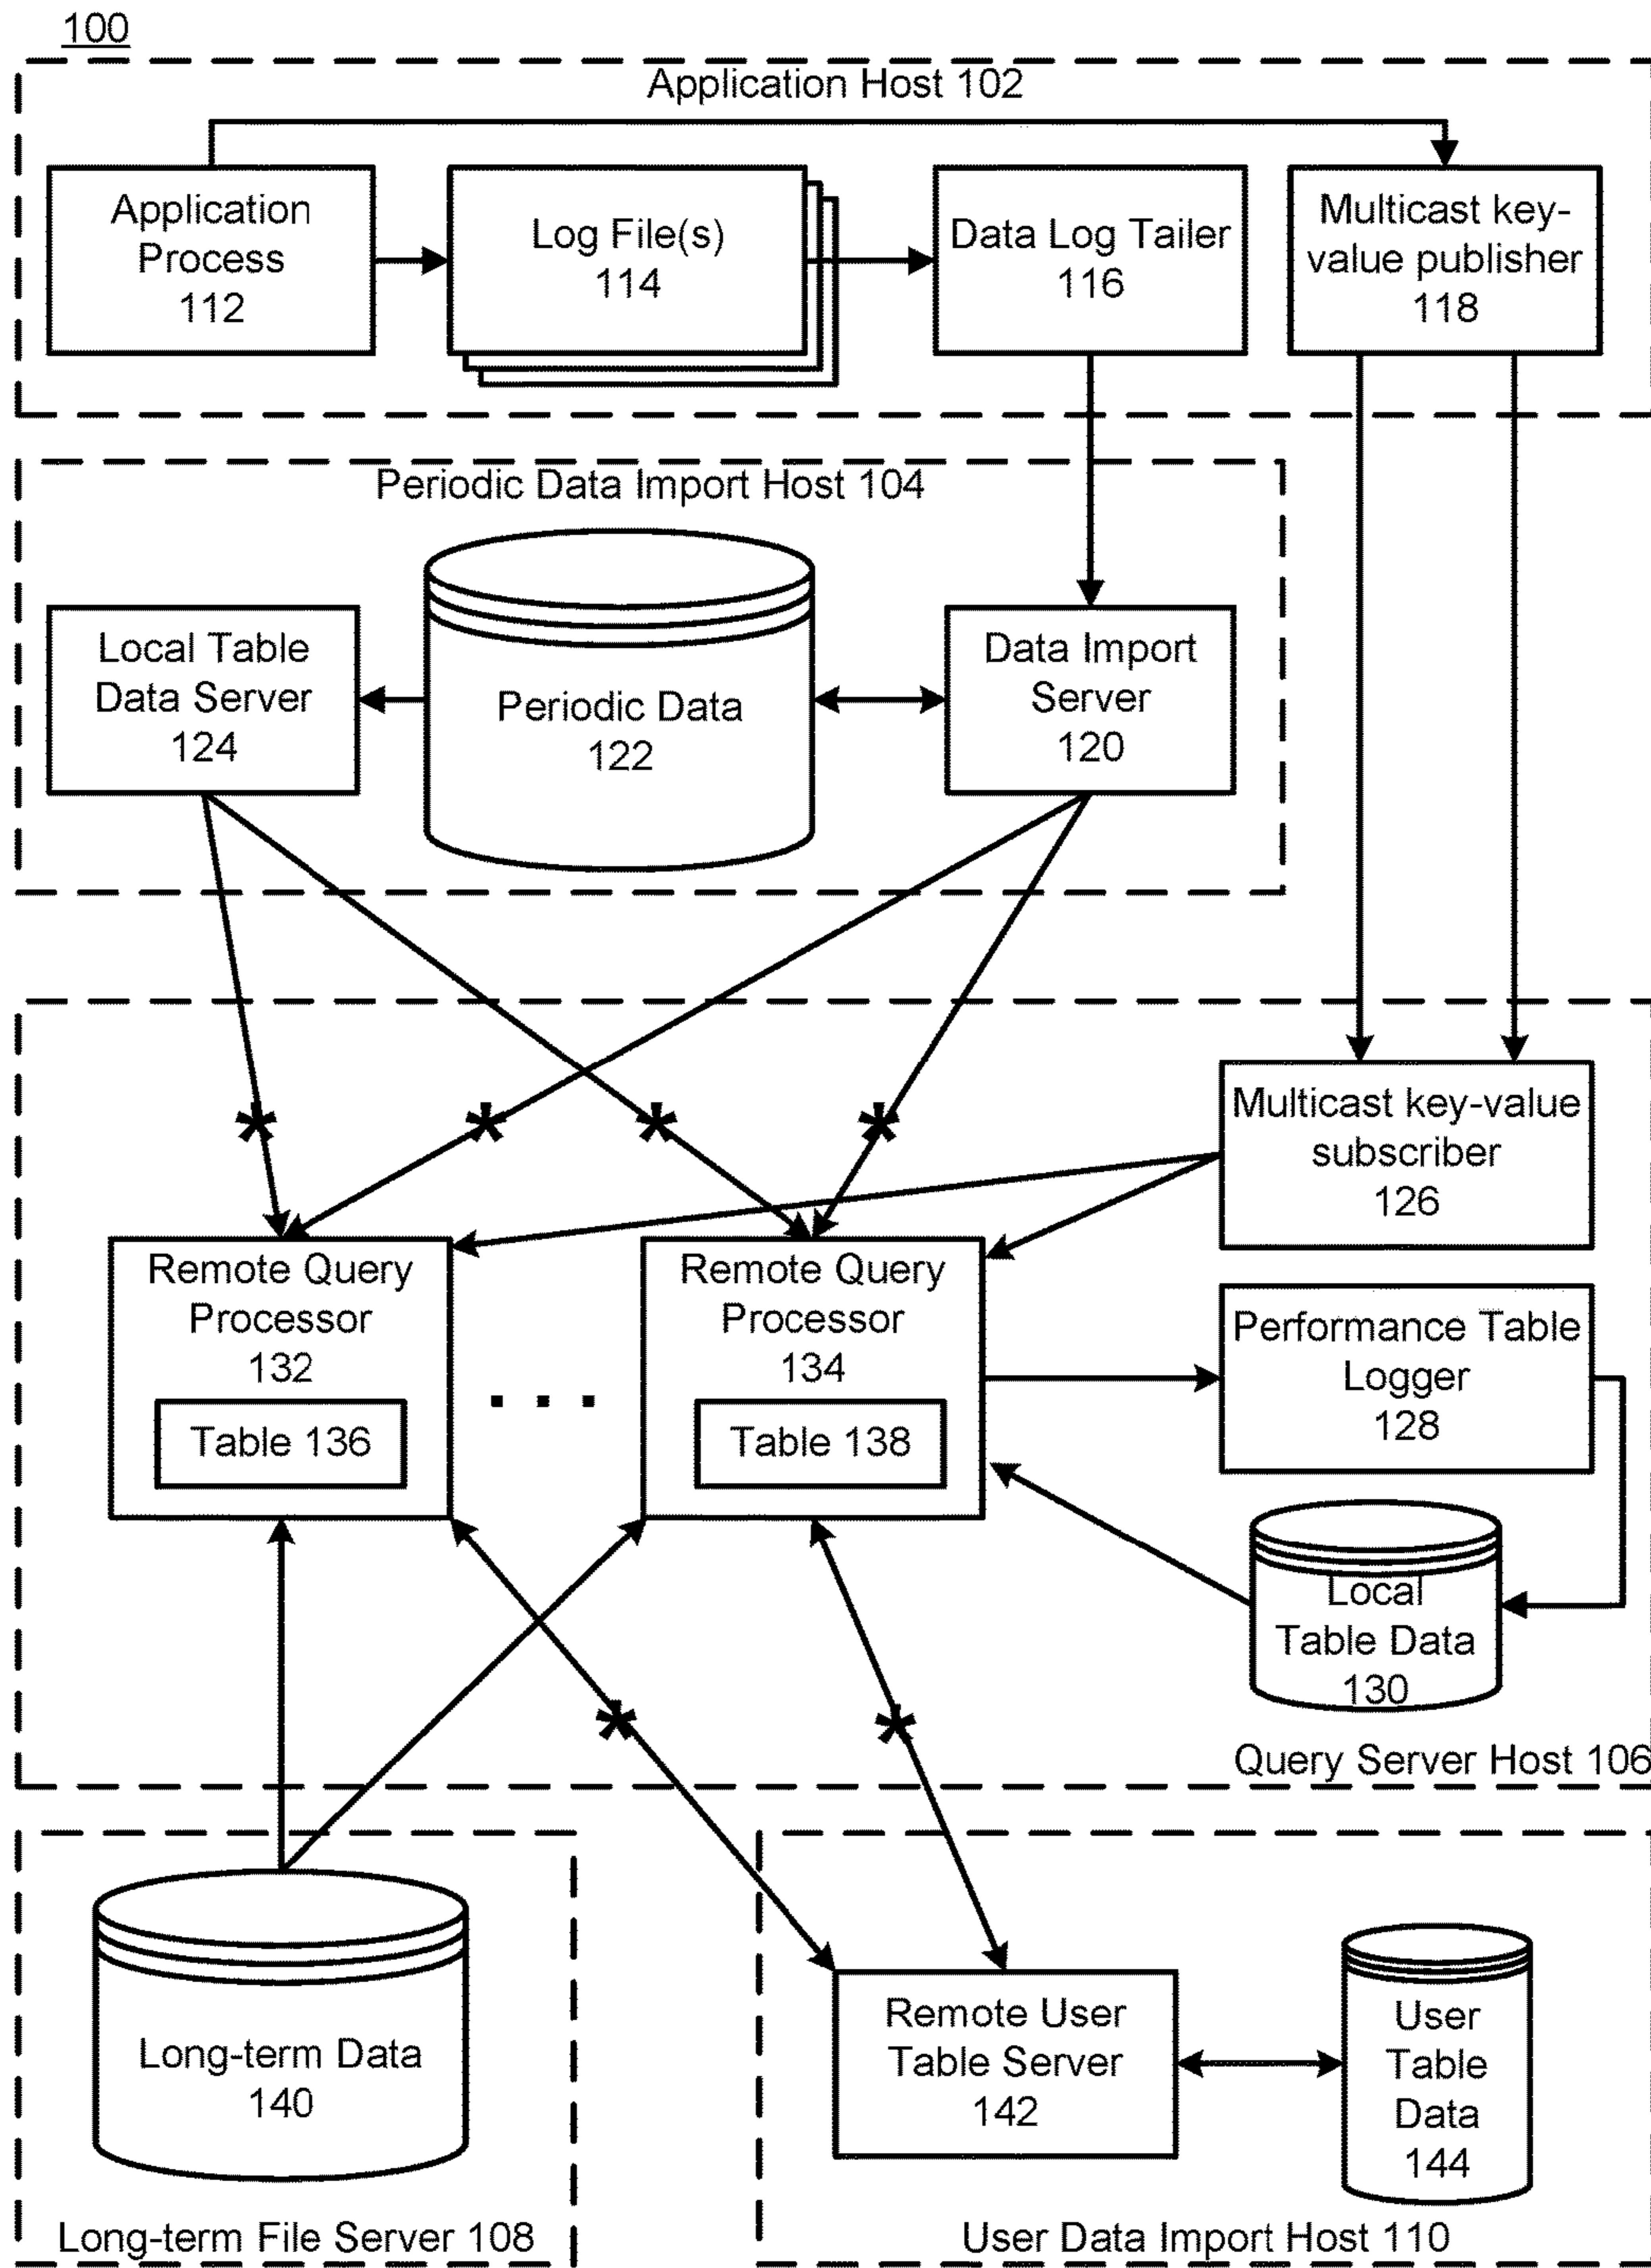 100
Application Host 102
Application
Process
112
Log File(s)
114
Data Log Tailer
116
Multicast key-
value publisher
118
Periodic Data Import Host 104
Local Table
Data Server
124
Periodic Data
122
Data Import
Server
120
*
*
*
*
Multicast key-value
subscriber
126
Remote Query
Processor
132
Table 136
. . .
Remote Query
Processor
134
Table 138
Performance Table
Logger
128
Local
Table Data
130
*
*
Query Server Host 106
Long-term Data
140
Long-term File Server 108
Remote User
Table Server
142
User
Table
Data
144
User Data Import Host 110